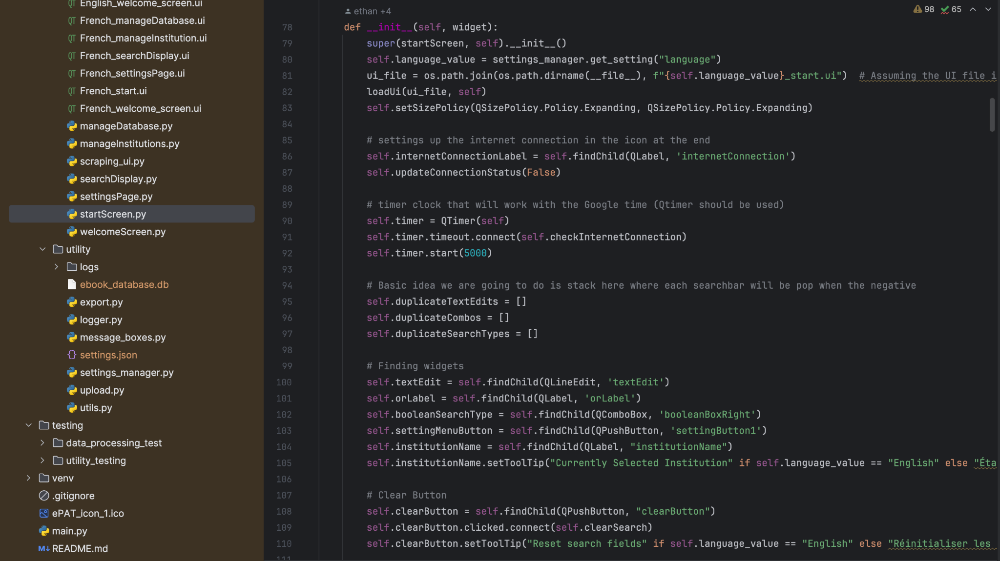 English_welcome_screen.ui
French_manageDatabase.ui
French_manageInstitution.ui
French_searchDisplay.ui
French_settingsPage.ui
French_start.ui
French_welcome_screen.ui
manageDatabase.py
manageInstitutions.py
scraping_ui.py
searchDisplay.py
settingsPage.py
startScreen.py
welcomeScreen.py
utility
logs
ebook_database.db
export.py
logger.py
message_boxes.py
settings.json
settings_manager.py
upload.py
utils.py
testing
data_processing_test
utility_testing
venv
.gitignore
ePAT_icon_1.ico
main.py
README.md
ethan +4
98 65
78 def __init__(self, widget):
79 super(startScreen, self).__init__()
80 self.language_value = settings_manager.get_setting("language")
81 ui_file = os.path.join(os.path.dirname(__file__), f"{self.language_value}_start.ui")  # Assuming the UI file i
82 loadUi(ui_file, self)
83 self.setSizePolicy(QSizePolicy.Policy.Expanding, QSizePolicy.Policy.Expanding)
84
85 # settings up the internet connection in the icon at the end
86 self.internetConnectionLabel = self.findChild(QLabel, 'internetConnection')
87 self.updateConnectionStatus(False)
88
89 # timer clock that will work with the Google time (Qtimer should be used)
90 self.timer = QTimer(self)
91 self.timer.timeout.connect(self.checkInternetConnection)
92 self.timer.start(5000)
93
94 # Basic idea we are going to do is stack here where each searchbar will be pop when the negative
95 self.duplicateTextEdits = []
96 self.duplicateCombos = []
97 self.duplicateSearchTypes = []
98
99 # Finding widgets
100 self.textEdit = self.findChild(QLineEdit, 'textEdit')
101 self.orLabel = self.findChild(QLabel, 'orLabel')
102 self.booleanSearchType = self.findChild(QComboBox, 'booleanBoxRight')
103 self.settingMenuButton = self.findChild(QPushButton, 'settingButton1')
104 self.institutionName = self.findChild(QLabel, "institutionName")
105 self.institutionName.setToolTip("Currently Selected Institution" if self.language_value == "English" else "Éta
106
107 # Clear Button
108 self.clearButton = self.findChild(QPushButton, "clearButton")
109 self.clearButton.clicked.connect(self.clearSearch)
110 self.clearButton.setToolTip("Reset search fields" if self.language_value == "English" else "Réinitialiser les
111